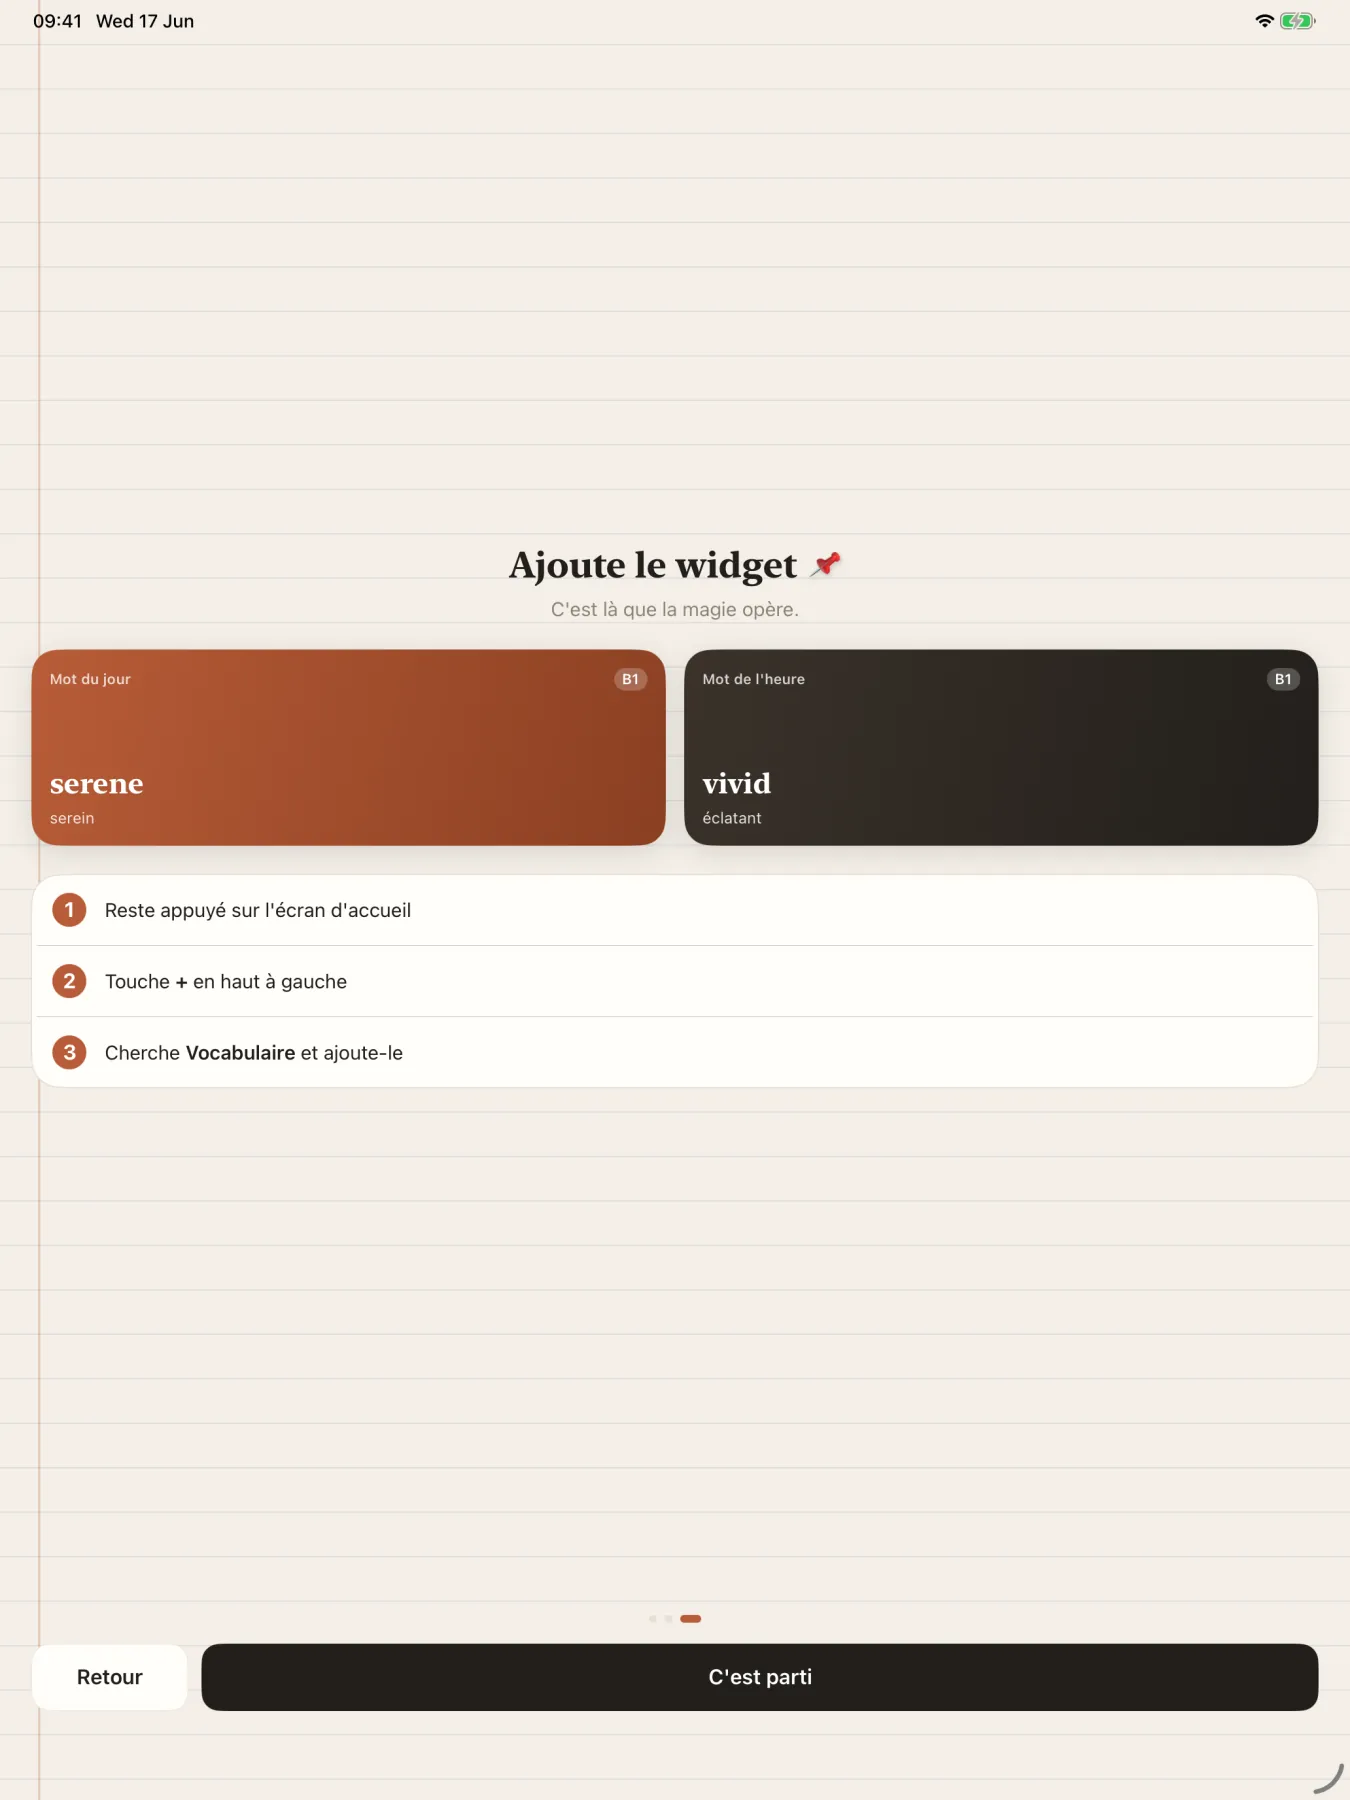 09:41 Wed 17 Jun
Ajoute le widget 📌
C'est là que la magie opère.
Mot du jour B1
serene
serein
Mot de l'heure B1
vivid
éclatant
1 Reste appuyé sur l'écran d'accueil
2 Touche + en haut à gauche
3 Cherche Vocabulaire et ajoute-le
Retour
C'est parti